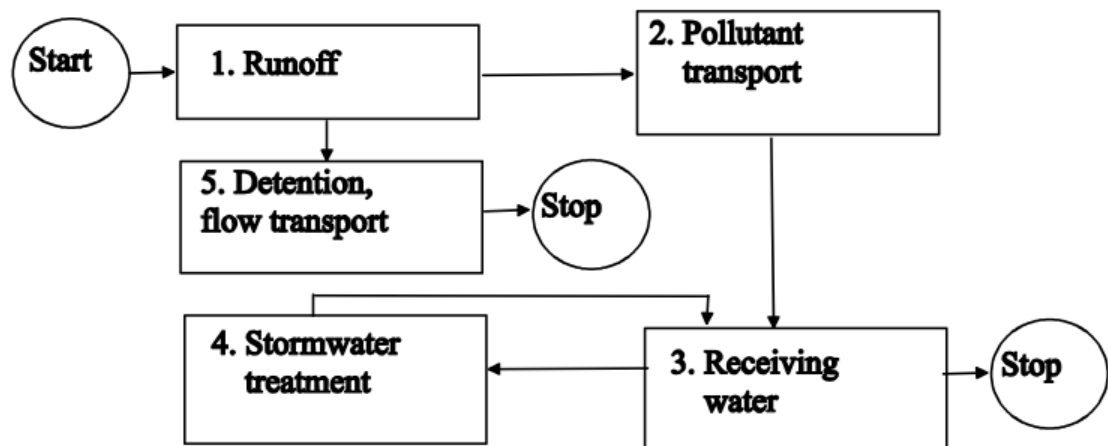 Start
1. Runoff
2. Pollutant
transport
5. Detention,
flow transport
Stop
4. Stormwater
treatment
3. Receiving
water
Stop